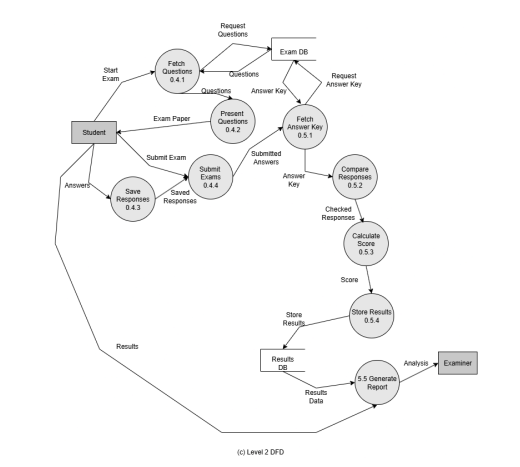 Request
Questions
Exam DB
Fetch
Questions
0.4.1
Start
Exam
Questions
Request
Answer Key
Answer Key
Questions
Exam Paper
Present
Questions
0.4.2
Fetch
Answer Key
0.5.1
Student
Submit Exam
Submitted
Answers
Submit
Exams
0.4.4
Answer
Key
Compare
Responses
0.5.2
Answers
Save
Responses
0.4.3
Saved
Responses
Checked
Responses
Calculate
Score
0.5.3
Score
Store Results
0.5.4
Store
Results
Results
Results
DB
Analysis
Examiner
5.5 Generate
Report
Results
Data
(c) Level 2 DFD